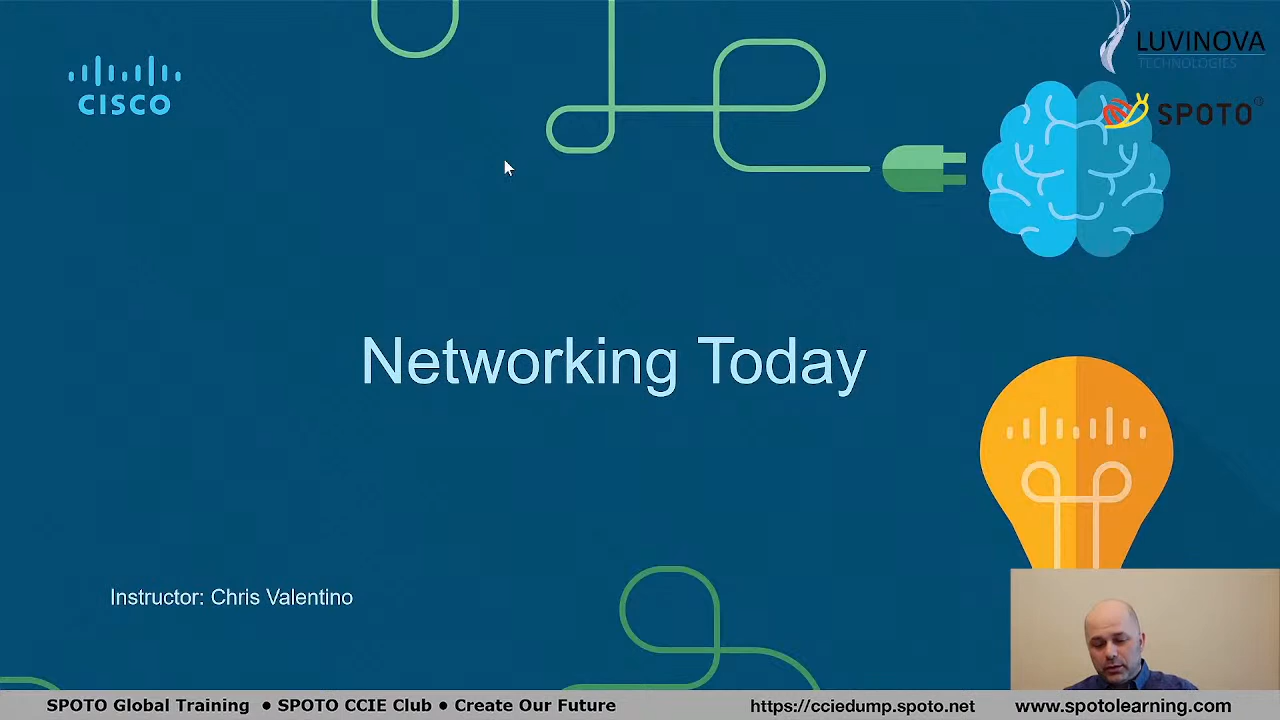 CISCO
LUVINOVA
TECHNOLOGIES
SPOTO®
Networking Today
Instructor: Chris Valentino
SPOTO Global Training ● SPOTO CCIE Club ● Create Our Future
https://cciedump.spoto.net
www.spotolearning.com